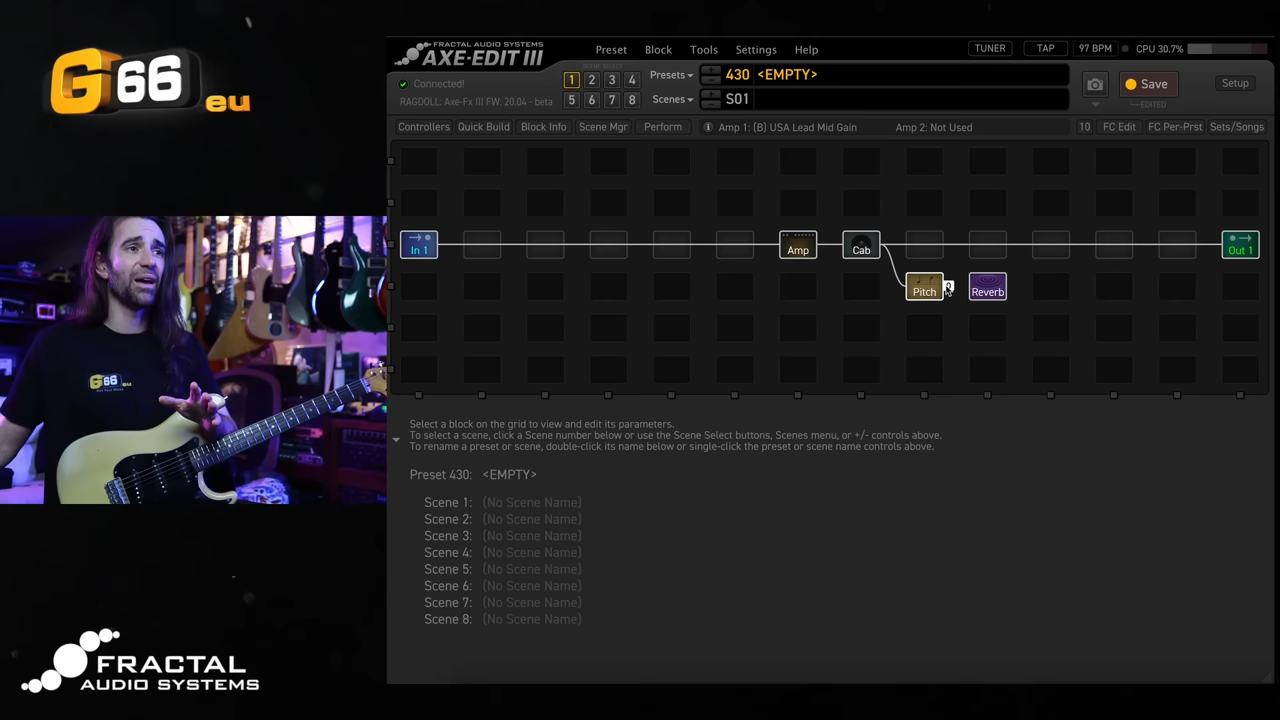 G66
eu
FRACTAL AUDIO SYSTEMS
AXE-EDIT III
Preset Block Tools Settings Help
TUNER TAP 97 BPM CPU 30.7%
Connected!
RAGDOLL: Axe-Fx III FW: 20.04 - beta
SCENE SELECT
1 2 3 4
5 6 7 8
Presets
430 <EMPTY>
Scenes
S01
Save
EDITED
Setup
Controllers Quick Build Block Info Scene Mgr Perform
Amp 1: (B) USA Lead Mid Gain Amp 2: Not Used
10 FC Edit FC Per-Prst Sets/Songs
In 1 Amp Cab Out 1
Pitch Reverb
G66
Select a block on the grid to view and edit its parameters.
To select a scene, click a Scene number below or use the Scene Select buttons, Scenes menu, or +/- controls above.
To rename a preset or scene, double-click its name below or single-click the preset or scene name controls above.
Preset 430: <EMPTY>
Scene 1: (No Scene Name)
Scene 2: (No Scene Name)
Scene 3: (No Scene Name)
Scene 4: (No Scene Name)
Scene 5: (No Scene Name)
Scene 6: (No Scene Name)
Scene 7: (No Scene Name)
Scene 8: (No Scene Name)
FRACTAL
AUDIO SYSTEMS